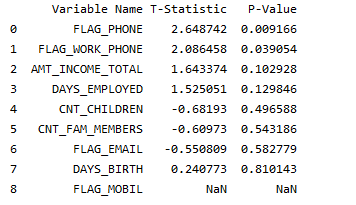 Variable Name T-Statistic P-Value
0 FLAG_PHONE 2.648742 0.009166
1 FLAG_WORK_PHONE 2.086458 0.039054
2 AMT_INCOME_TOTAL 1.643374 0.102928
3 DAYS_EMPLOYED 1.525051 0.129846
4 CNT_CHILDREN -0.68193 0.496588
5 CNT_FAM_MEMBERS -0.60973 0.543186
6 FLAG_EMAIL -0.550809 0.582779
7 DAYS_BIRTH 0.240773 0.810143
8 FLAG_MOBIL NaN NaN